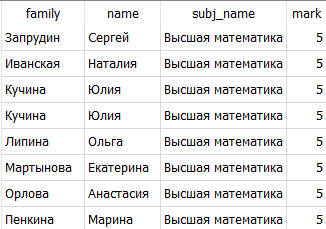 family name subj_name mark
Запрудин Сергей Высшая математика 5
Иванская Наталия Высшая математика 5
Кучина Юлия Высшая математика 5
Кучина Юлия Высшая математика 5
Липина Ольга Высшая математика 5
Мартынова Екатерина Высшая математика 5
Орлова Анастасия Высшая математика 5
Пенкина Марина Высшая математика 5